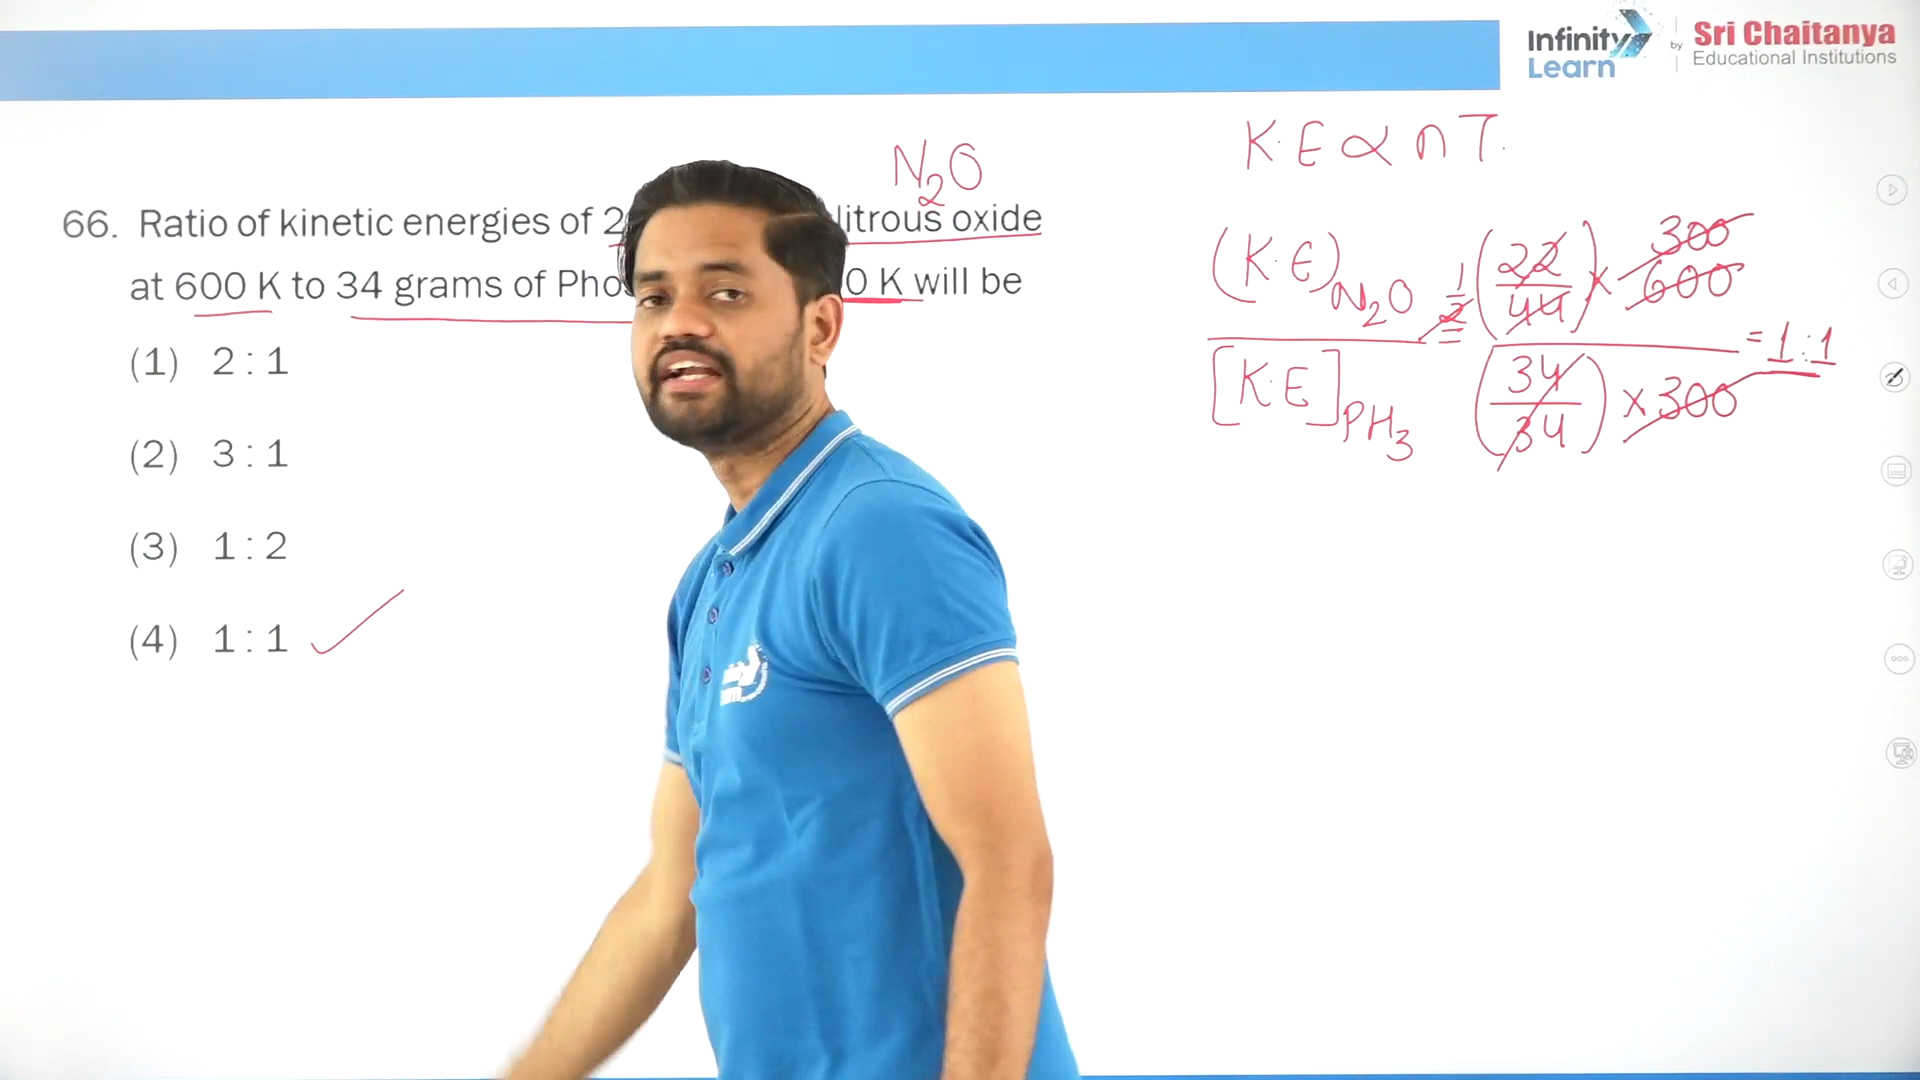 Infinity Learn by Sri Chaitanya Educational Institutions
K.E ∝ nT.
N2O
66. Ratio of kinetic energies of 2 litrous oxide
at 600 K to 34 grams of Pho 0 K will be
(1) 2 : 1
(2) 3 : 1
(3) 1 : 2
(4) 1 : 1
(K.E)N2O
[K.E]PH3
1
2
=
(22/44) × 300
600
(34/34) × 300
= 1:1